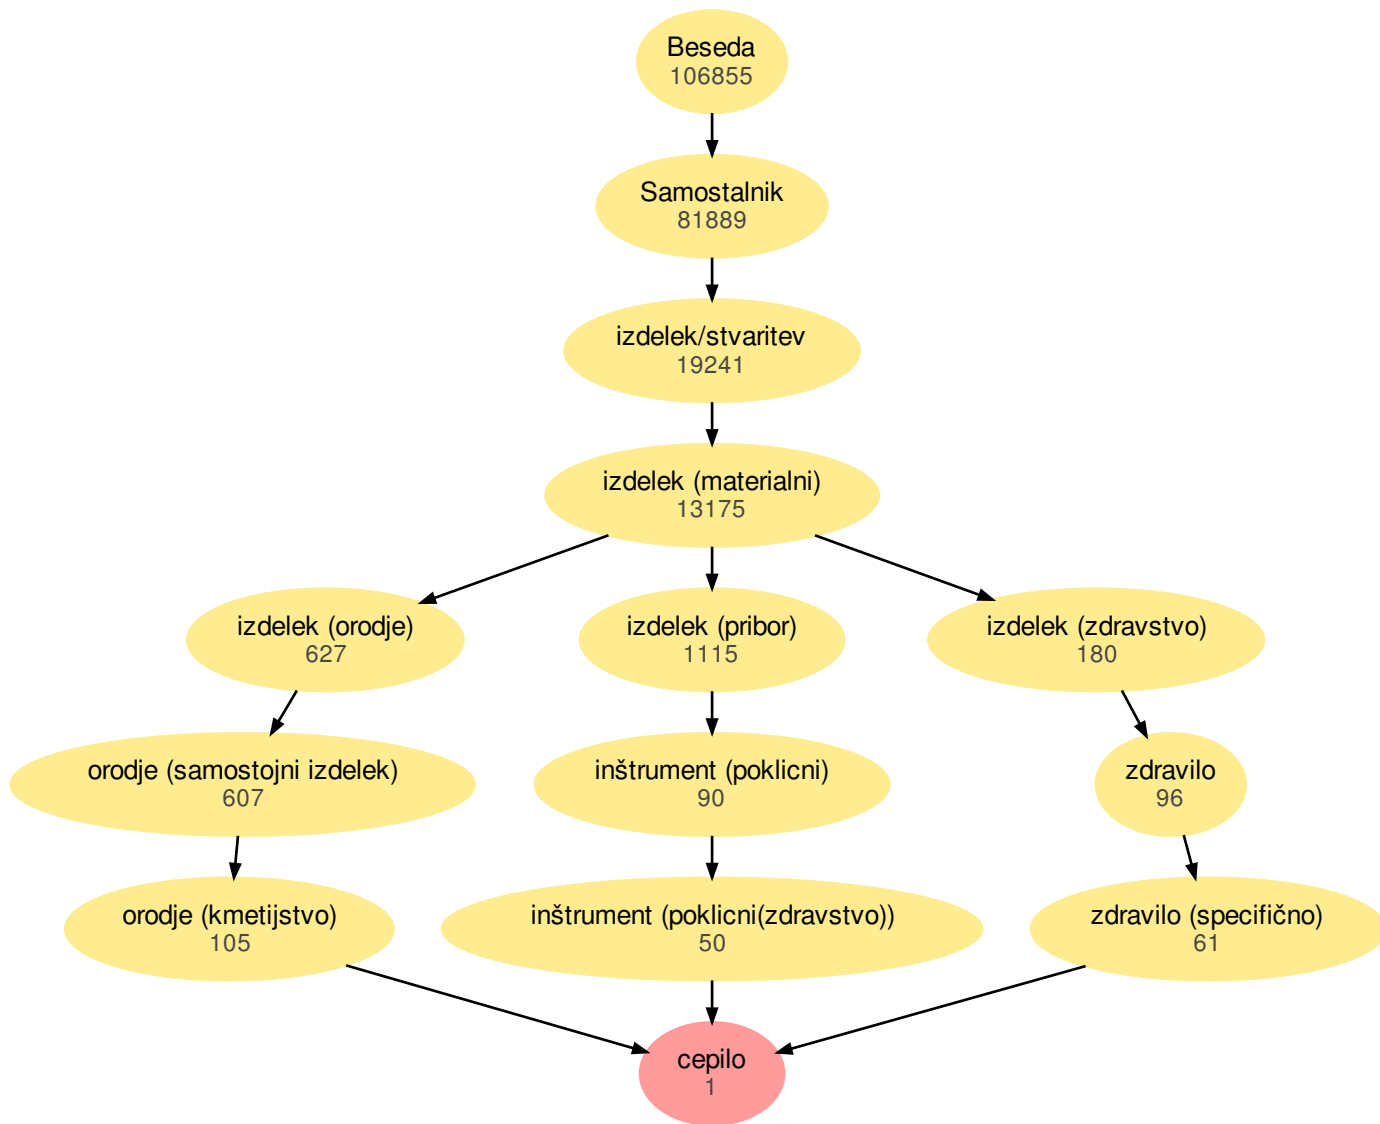 Beseda
106855
Samostalnik
81889
izdelek/stvaritev
19241
izdelek (materialni)
13175
izdelek (orodje)
627
izdelek (pribor)
1115
izdelek (zdravstvo)
180
orodje (samostojni izdelek)
607
inštrument (poklicni)
90
zdravilo
96
orodje (kmetijstvo)
105
inštrument (poklicni(zdravstvo))
50
zdravilo (specifično)
61
cepilo
1